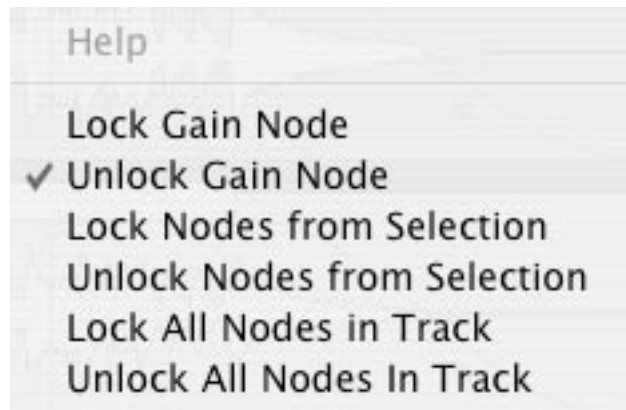 Help
Lock Gain Node
Unlock Gain Node
Lock Nodes from Selection
Unlock Nodes from Selection
Lock All Nodes in Track
Unlock All Nodes In Track